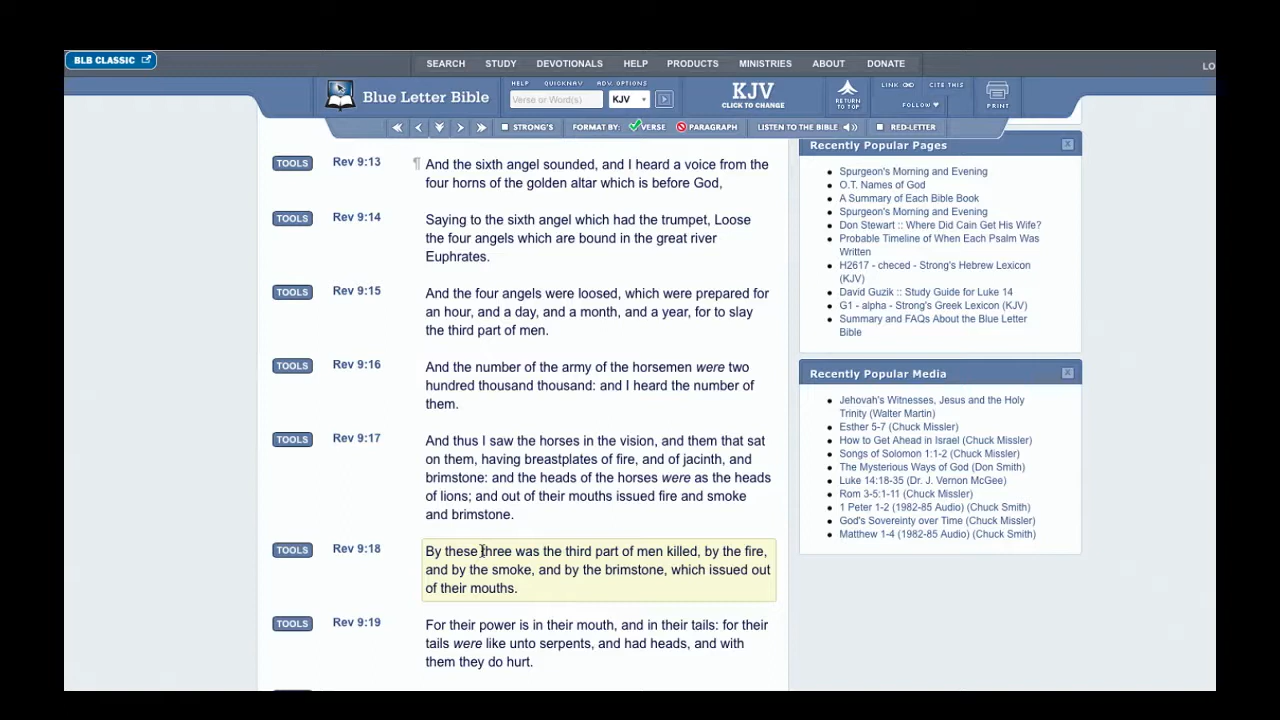 BLB CLASSIC
SEARCH STUDY DEVOTIONALS HELP PRODUCTS MINISTRIES ABOUT DONATE LO
Blue Letter Bible
HELP QUICKNAV ADV. OPTIONS
Verse or Word(s) KJV
KJV
CLICK TO CHANGE
RETURN TO TOP
LINK CITE THIS
FOLLOW
PRINT
STRONG'S FORMAT BY: VERSE PARAGRAPH LISTEN TO THE BIBLE RED-LETTER
TOOLS Rev 9:13 ¶ And the sixth angel sounded, and I heard a voice from the
four horns of the golden altar which is before God,
TOOLS Rev 9:14 Saying to the sixth angel which had the trumpet, Loose
the four angels which are bound in the great river
Euphrates.
TOOLS Rev 9:15 And the four angels were loosed, which were prepared for
an hour, and a day, and a month, and a year, for to slay
the third part of men.
TOOLS Rev 9:16 And the number of the army of the horsemen were two
hundred thousand thousand: and I heard the number of
them.
TOOLS Rev 9:17 And thus I saw the horses in the vision, and them that sat
on them, having breastplates of fire, and of jacinth, and
brimstone: and the heads of the horses were as the heads
of lions; and out of their mouths issued fire and smoke
and brimstone.
TOOLS Rev 9:18 By these three was the third part of men killed, by the fire,
and by the smoke, and by the brimstone, which issued out
of their mouths.
TOOLS Rev 9:19 For their power is in their mouth, and in their tails: for their
tails were like unto serpents, and had heads, and with
them they do hurt.
Recently Popular Pages
Spurgeon's Morning and Evening
O.T. Names of God
A Summary of Each Bible Book
Spurgeon's Morning and Evening
Don Stewart :: Where Did Cain Get His Wife?
Probable Timeline of When Each Psalm Was
Written
H2617 - checed - Strong's Hebrew Lexicon
(KJV)
David Guzik :: Study Guide for Luke 14
G1 - alpha - Strong's Greek Lexicon (KJV)
Summary and FAQs About the Blue Letter
Bible
Recently Popular Media
Jehovah's Witnesses, Jesus and the Holy
Trinity (Walter Martin)
Esther 5-7 (Chuck Missler)
How to Get Ahead in Israel (Chuck Missler)
Songs of Solomon 1:1-2 (Chuck Missler)
The Mysterious Ways of God (Don Smith)
Luke 14:18-35 (Dr. J. Vernon McGee)
Rom 3-5:1-11 (Chuck Missler)
1 Peter 1-2 (1982-85 Audio) (Chuck Smith)
God's Sovereinty over Time (Chuck Missler)
Matthew 1-4 (1982-85 Audio) (Chuck Smith)